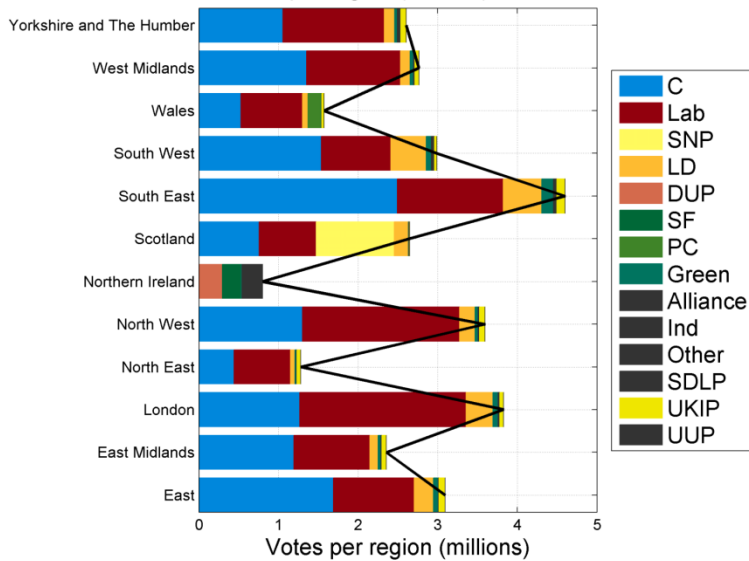 Yorkshire and The Humber
West Midlands
Wales
South West
South East
Scotland
Northern Ireland
North West
North East
London
East Midlands
East
0 1 2 3 4 5
Votes per region (millions)
C
Lab
SNP
LD
DUP
SF
PC
Green
Alliance
Ind
Other
SDLP
UKIP
UUP